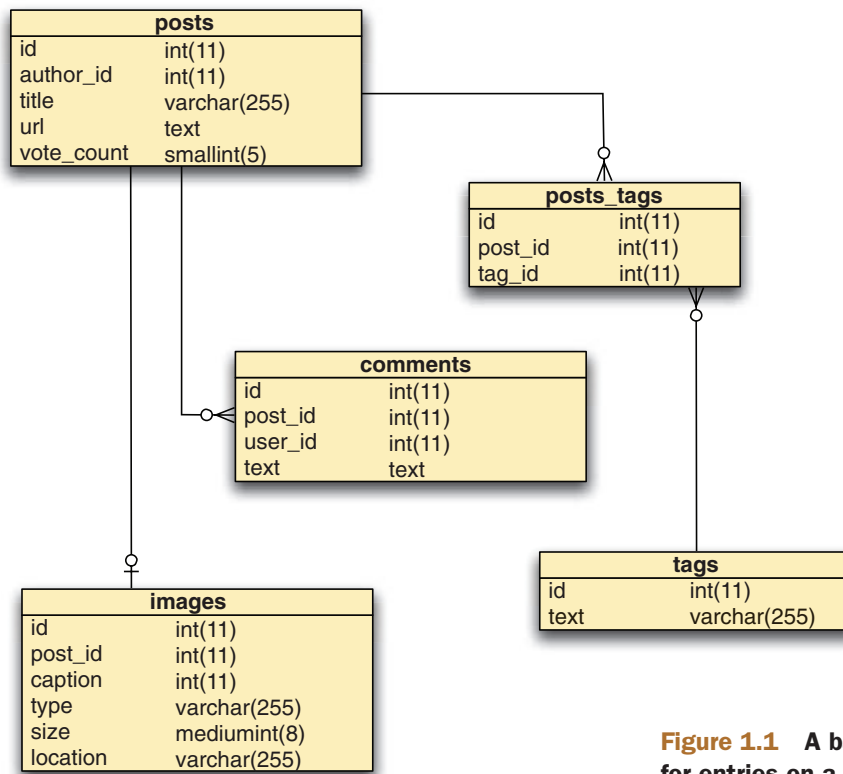 posts
id int(11)
author_id int(11)
title varchar(255)
url text
vote_count smallint(5)
posts_tags
id int(11)
post_id int(11)
tag_id int(11)
comments
id int(11)
post_id int(11)
user_id int(11)
text text
tags
id int(11)
text varchar(255)
images
id int(11)
post_id int(11)
caption int(11)
type varchar(255)
size mediumint(8)
location varchar(255)
Figure 1.1 A b
for entries on a